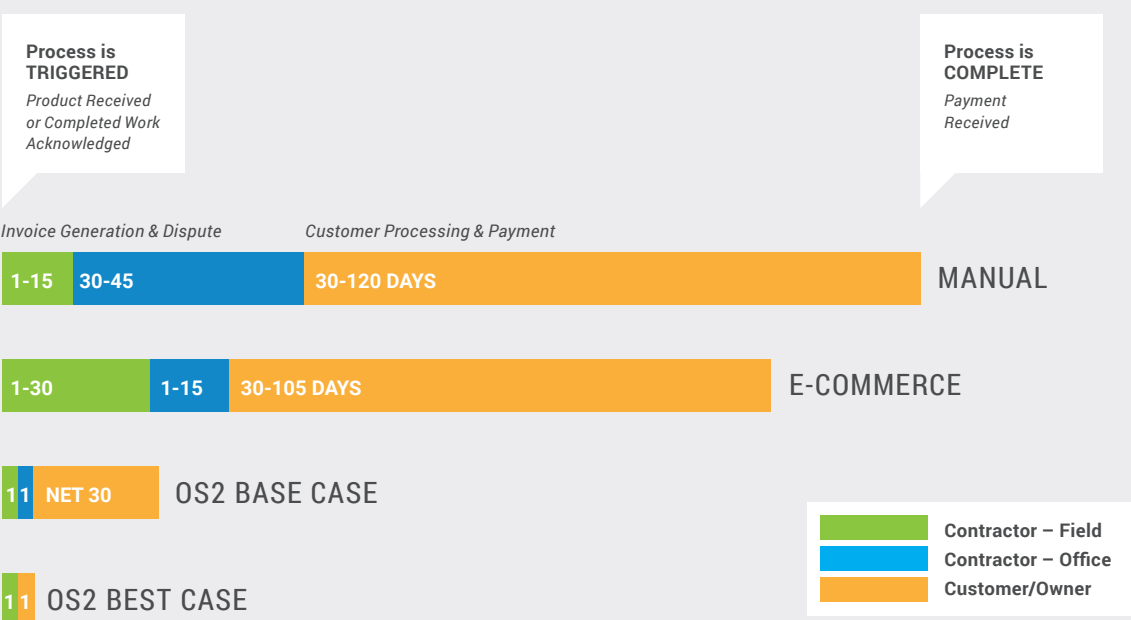 Process is
TRIGGERED
Product Received
or Completed Work
Acknowledged
Process is
COMPLETE
Payment
Received
Invoice Generation & Dispute
Customer Processing & Payment
1-15
30-45
30-120 DAYS
MANUAL
1-30
1-15
30-105 DAYS
E-COMMERCE
1
1
NET 30
OS2 BASE CASE
1
1
OS2 BEST CASE
Contractor – Field
Contractor – Office
Customer/Owner